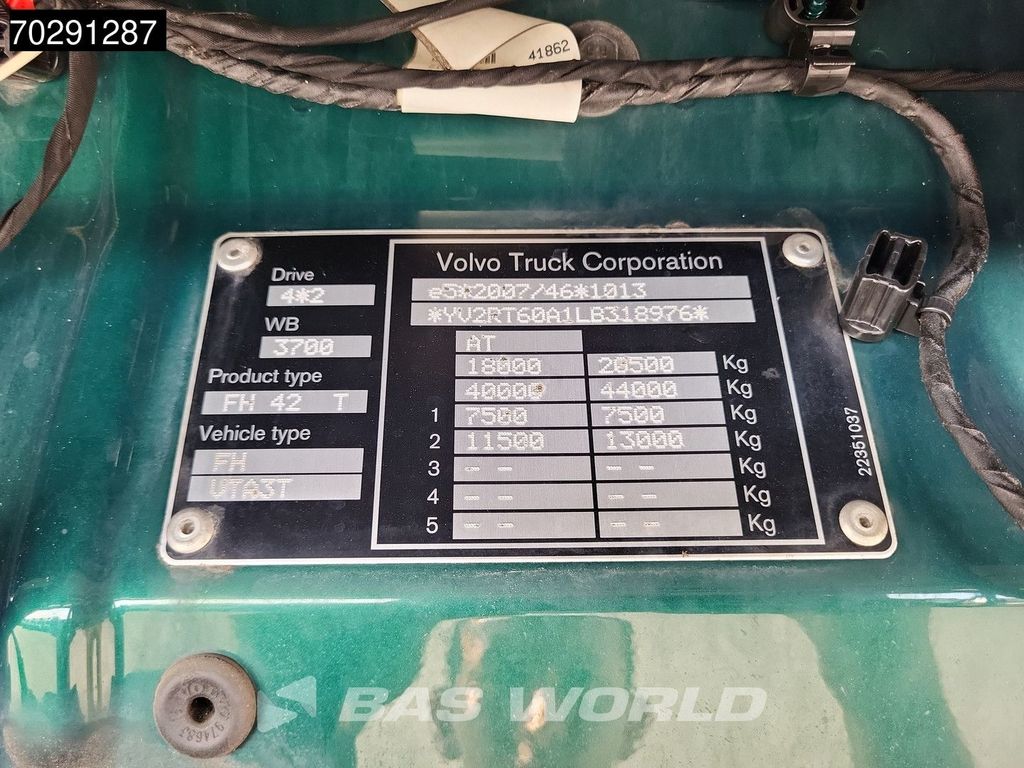 70291287
41862
Volvo Truck Corporation
e5*2007/46*1013
*YV2RT60A1LB318976*
Drive
4*2
WB
3700
Product type
FH 42 T
Vehicle type
FH
VTA3T
AT
18000 20500 Kg
40000 44000 Kg
1 7500 7500 Kg
2 11500 13000 Kg
3 -- -- -- -- Kg
4 -- -- -- -- Kg
5 -- -- -- -- Kg
22351037
BAS WORLD